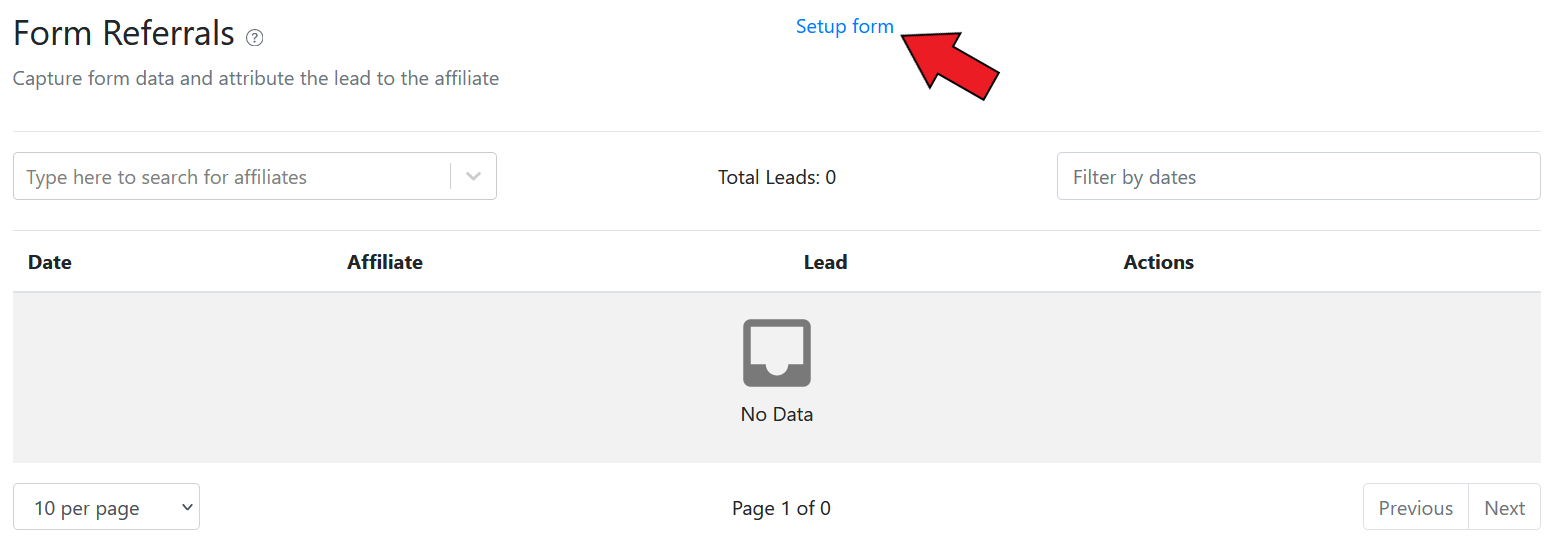 Form Referrals ?
Setup form
Capture form data and attribute the lead to the affiliate
Type here to search for affiliates
Total Leads: 0
Filter by dates
Date Affiliate Lead Actions
No Data
10 per page
Page 1 of 0
Previous Next